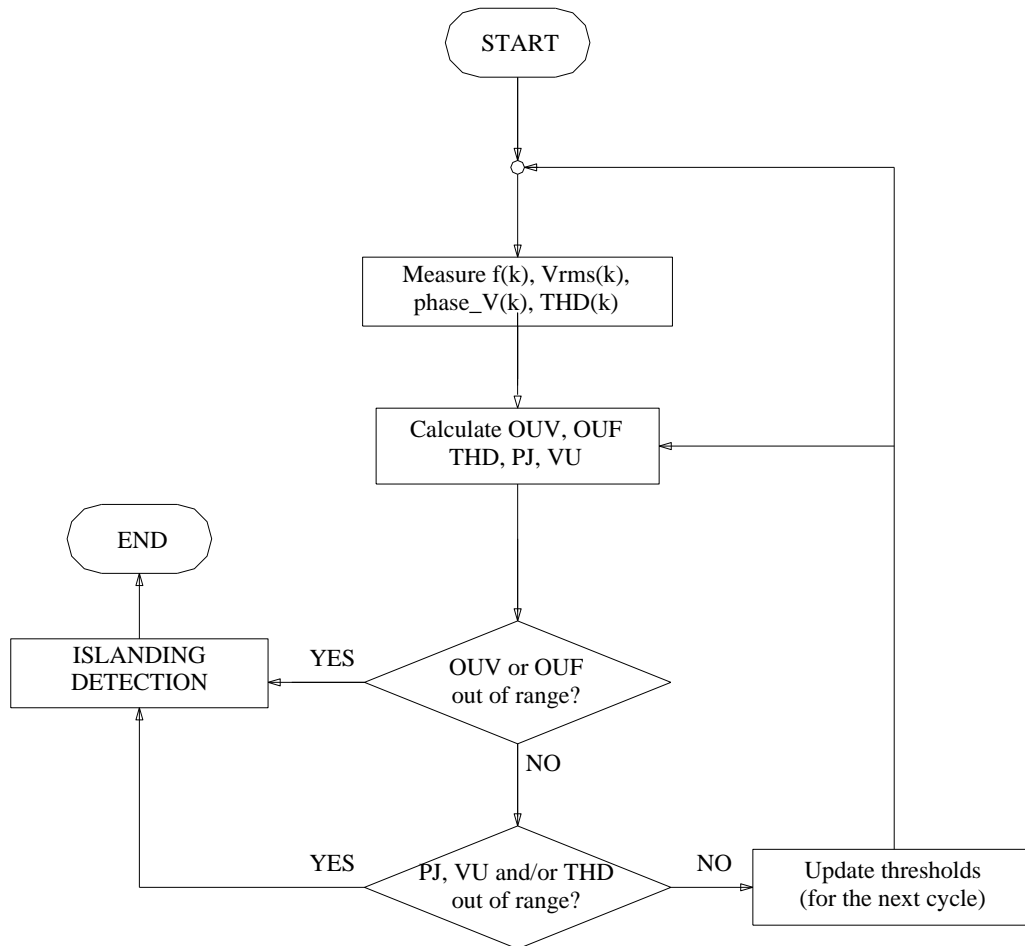 START
Measure f(k), Vrms(k),
phase_V(k), THD(k)
Calculate OUV, OUF
THD, PJ, VU
END
ISLANDING
DETECTION
YES
OUV or OUF
out of range?
NO
YES
PJ, VU and/or THD
out of range?
NO
Update thresholds
(for the next cycle)